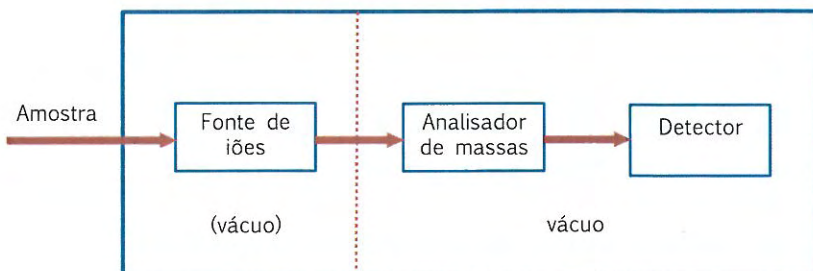 Amostra
Fonte de
iões
Analisador
de massas
Detector
(vácuo)
vácuo